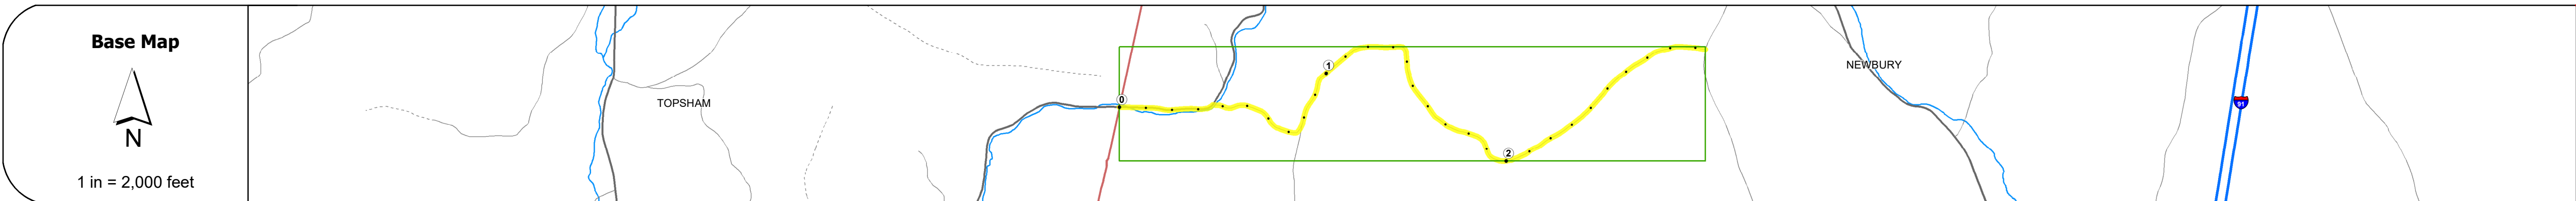 Base Map
N
1 in = 2,000 feet
TOPSHAM
0
1
2
NEWBURY
91